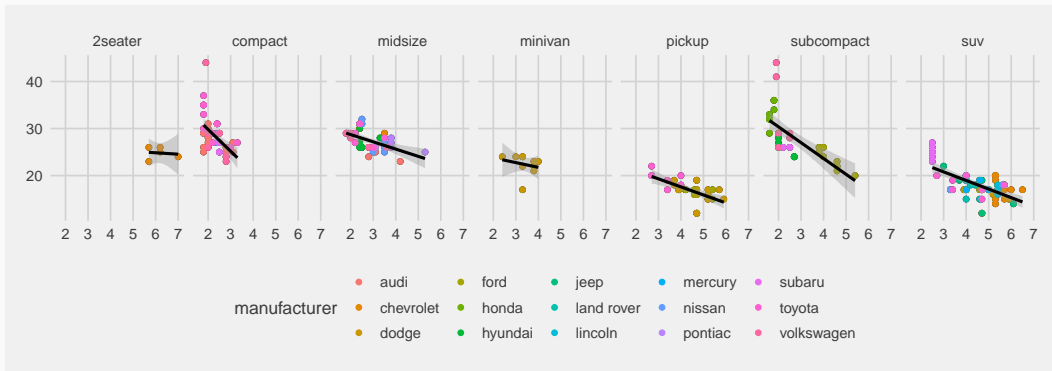 2seater compact midsize minivan pickup subcompact suv
40
30
20
2 3 4 5 6 7 2 3 4 5 6 7 2 3 4 5 6 7 2 3 4 5 6 7 2 3 4 5 6 7 2 3 4 5 6 7 2 3 4 5 6 7
audi ford jeep mercury subaru
manufacturer chevrolet honda land rover nissan toyota
dodge hyundai lincoln pontiac volkswagen